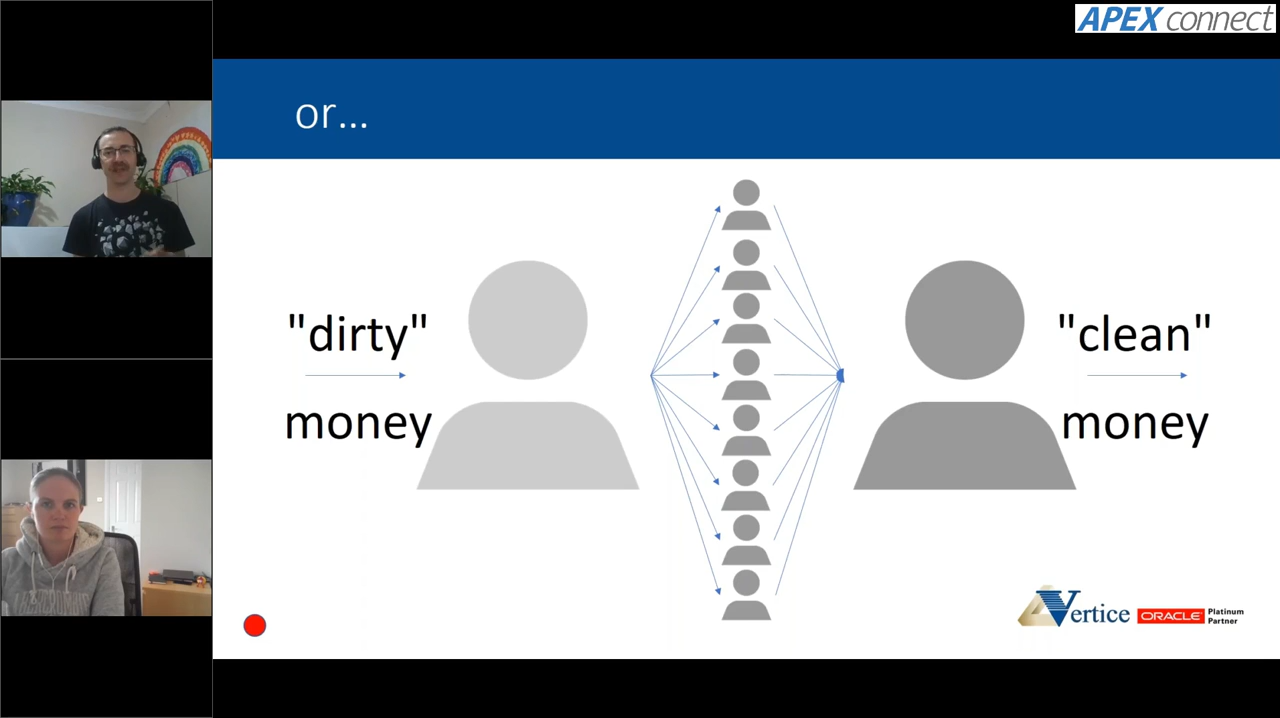 APEX connect
or...
"dirty"
money
"clean"
money
Vertice
ORACLE
Platinum
Partner